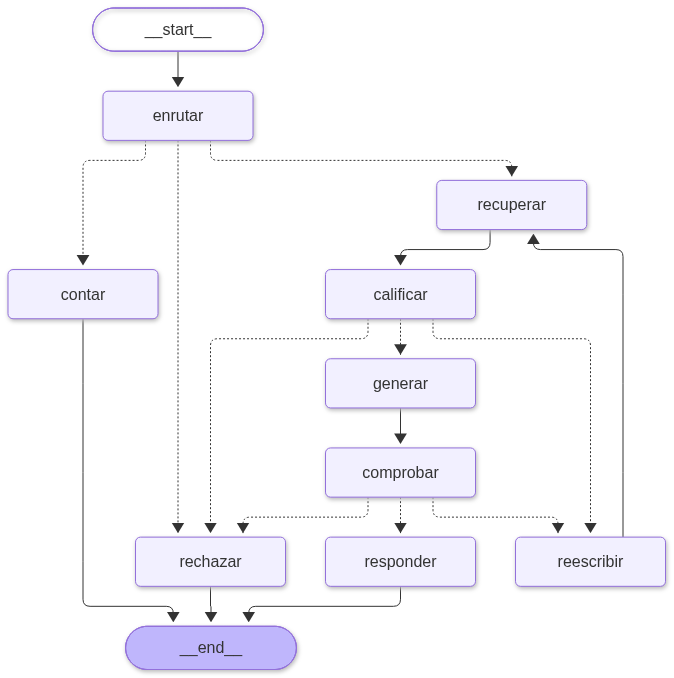 __start__
enrutar
recuperar
contar
calificar
generar
comprobar
rechazar
responder
reescribir
__end__